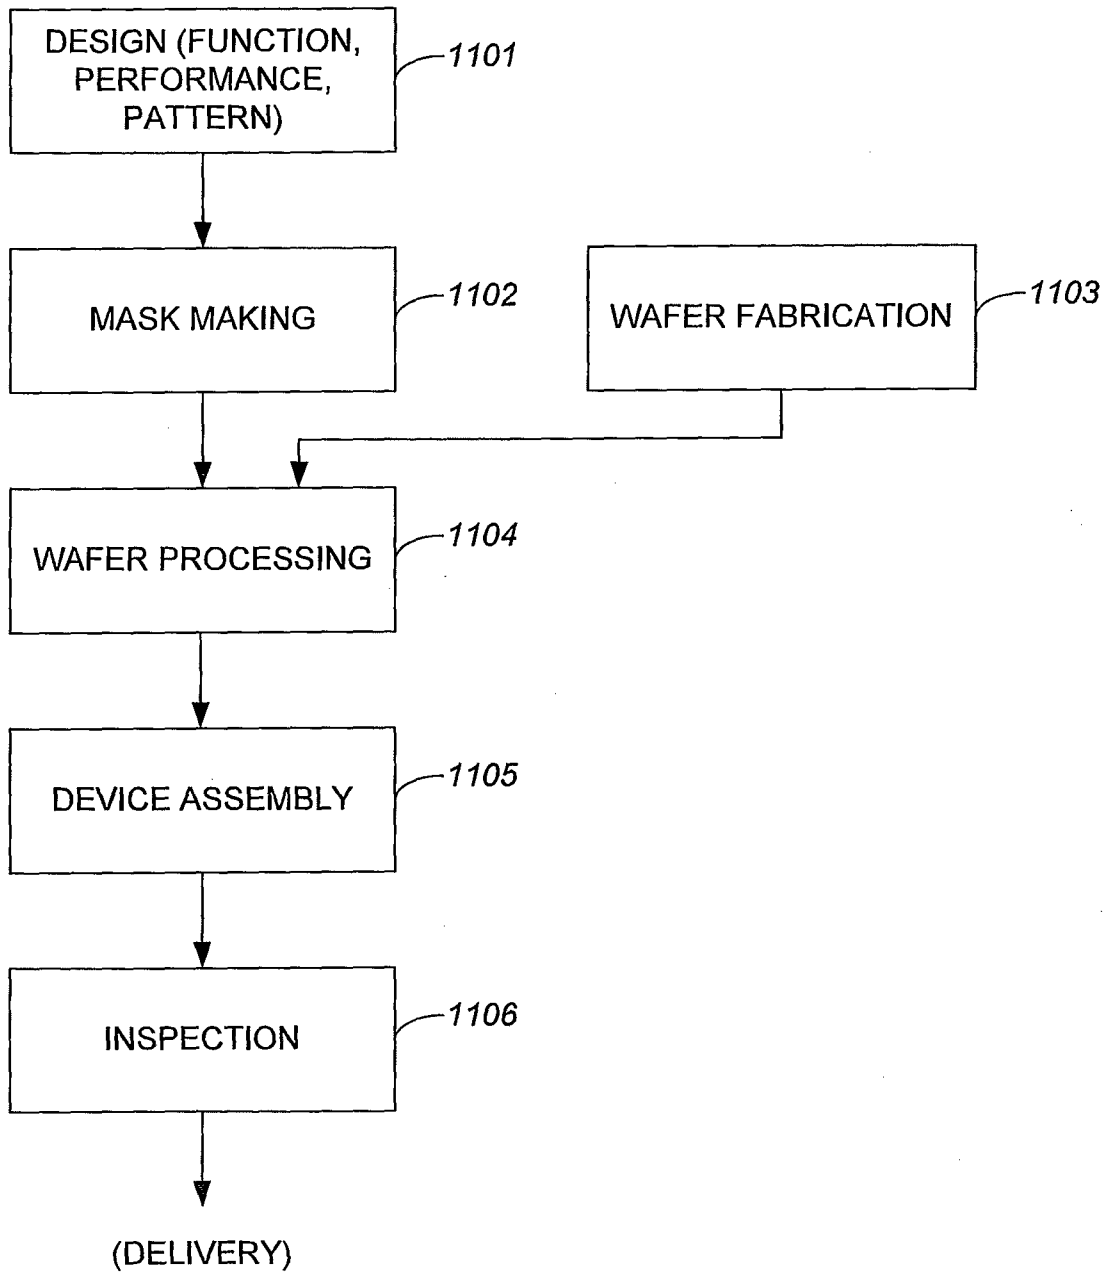 DESIGN (FUNCTION,
PERFORMANCE,
PATTERN)
1101
MASK MAKING
1102
WAFER FABRICATION
1103
WAFER PROCESSING
1104
DEVICE ASSEMBLY
1105
INSPECTION
1106
(DELIVERY)